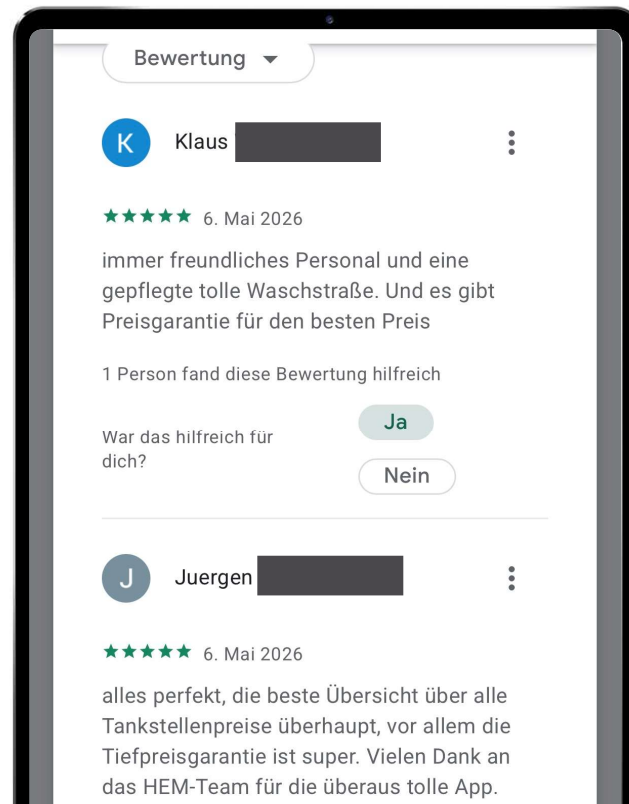 Bewertung
K
Klaus
6. Mai 2026
immer freundliches Personal und eine
gepflegte tolle Waschstraße. Und es gibt
Preisgarantie für den besten Preis
1 Person fand diese Bewertung hilfreich
War das hilfreich für
dich?
Ja
Nein
J
Juergen
6. Mai 2026
alles perfekt, die beste Übersicht über alle
Tankstellenpreise überhaupt, vor allem die
Tiefpreisgarantie ist super. Vielen Dank an
das HEM-Team für die überaus tolle App.